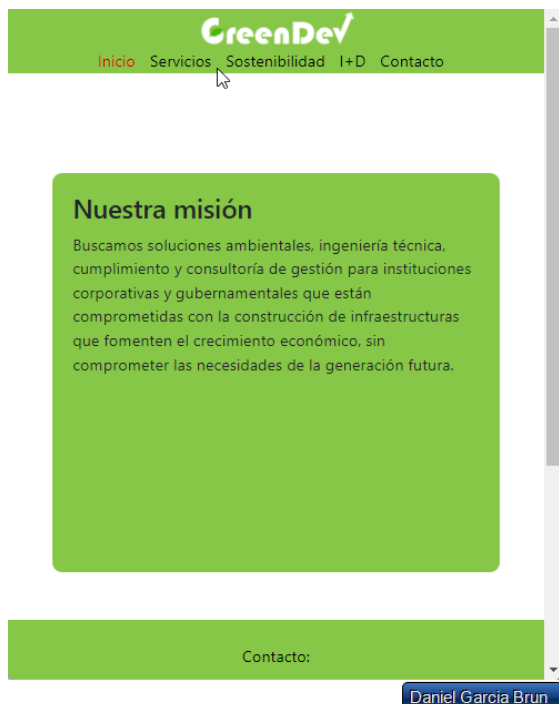 GreenDev
Inicio Servicios Sostenibilidad I+D Contacto
Nuestra misión
Buscamos soluciones ambientales, ingeniería técnica,
cumplimiento y consultoría de gestión para instituciones
corporativas y gubernamentales que están
comprometidas con la construcción de infraestructuras
que fomenten el crecimiento económico, sin
comprometer las necesidades de la generación futura.
Contacto:
Daniel Garcia Brun